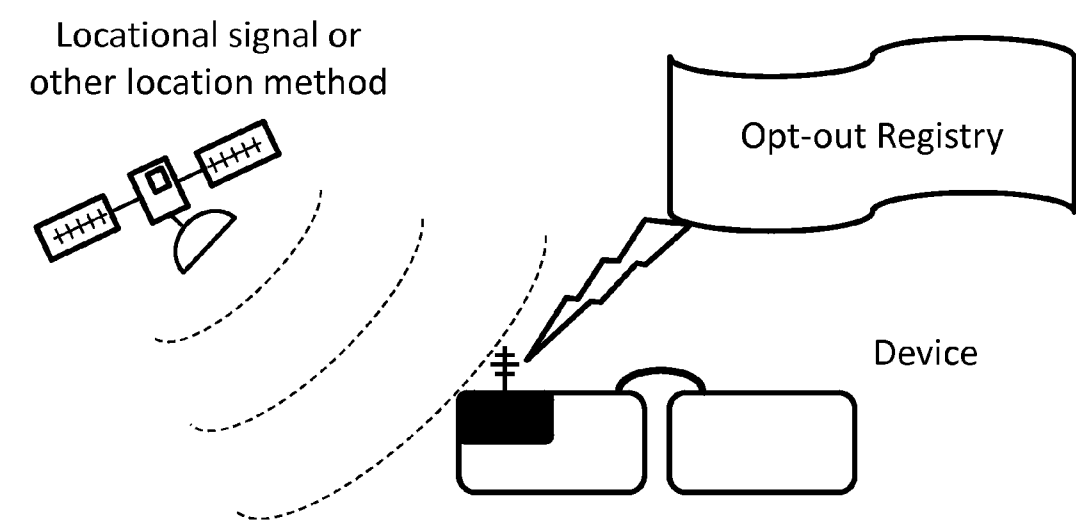 Locational signal or
other location method
Opt-out Registry
Device